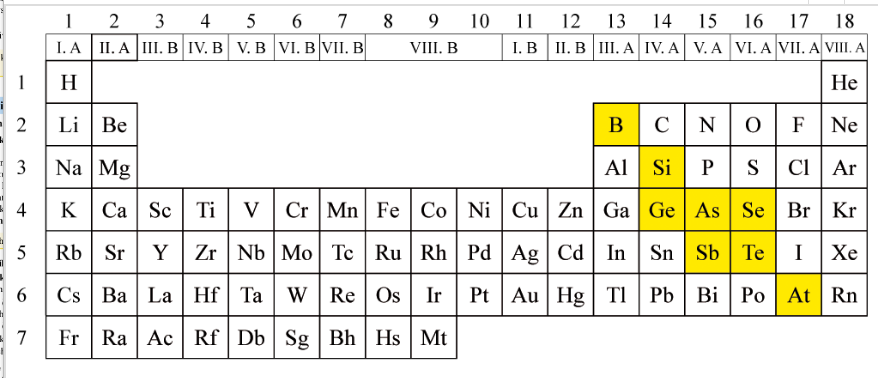 1 2 3 4 5 6 7 8 9 10 11 12 13 14 15 16 17 18
I. A II. A III. B IV. B V. B VI. B VII. B VIII. B I. B II. B III. A IV. A V. A VI. A VII. A VIII. A
1 H He
2 Li Be B C N O F Ne
3 Na Mg Al Si P S Cl Ar
4 K Ca Sc Ti V Cr Mn Fe Co Ni Cu Zn Ga Ge As Se Br Kr
5 Rb Sr Y Zr Nb Mo Tc Ru Rh Pd Ag Cd In Sn Sb Te I Xe
6 Cs Ba La Hf Ta W Re Os Ir Pt Au Hg Tl Pb Bi Po At Rn
7 Fr Ra Ac Rf Db Sg Bh Hs Mt